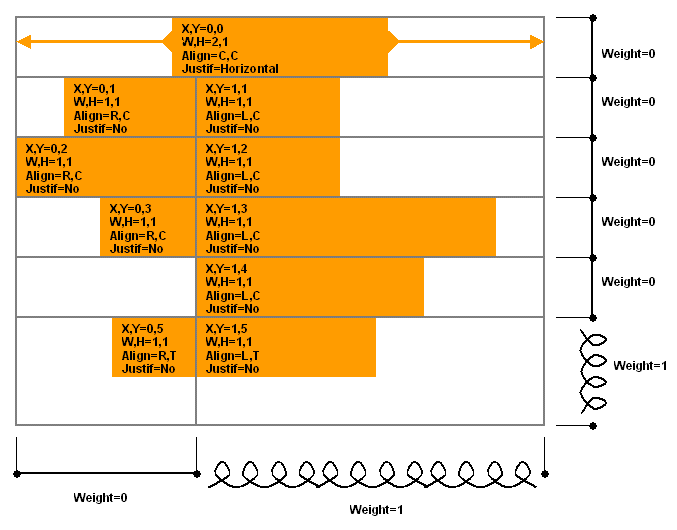 X,Y=0,0
W,H=2,1
Align=C,C
Justif=Horizontal
Weight=0
X,Y=0,1
W,H=1,1
Align=R,C
Justif=No
X,Y=1,1
W,H=1,1
Align=L,C
Justif=No
Weight=0
X,Y=0,2
W,H=1,1
Align=R,C
Justif=No
X,Y=1,2
W,H=1,1
Align=L,C
Justif=No
Weight=0
X,Y=0,3
W,H=1,1
Align=R,C
Justif=No
X,Y=1,3
W,H=1,1
Align=L,C
Justif=No
Weight=0
X,Y=1,4
W,H=1,1
Align=L,C
Justif=No
Weight=0
X,Y=0,5
W,H=1,1
Align=R,T
Justif=No
X,Y=1,5
W,H=1,1
Align=L,T
Justif=No
Weight=1
Weight=0
Weight=1